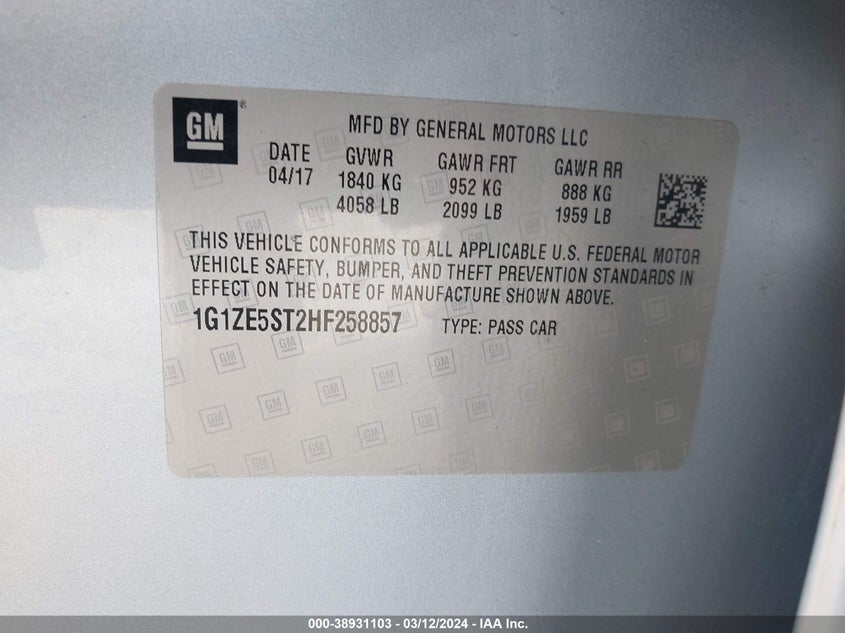 GM ®
MFD BY GENERAL MOTORS LLC
DATE GVWR GAWR FRT GAWR RR
04/17 1840 KG 952 KG 888 KG
4058 LB 2099 LB 1959 LB
THIS VEHICLE CONFORMS TO ALL APPLICABLE U.S. FEDERAL MOTOR
VEHICLE SAFETY, BUMPER, AND THEFT PREVENTION STANDARDS IN
EFFECT ON THE DATE OF MANUFACTURE SHOWN ABOVE.
1G1ZE5ST2HF258857 TYPE: PASS CAR
000-38931103 - 03/12/2024 - IAA Inc.